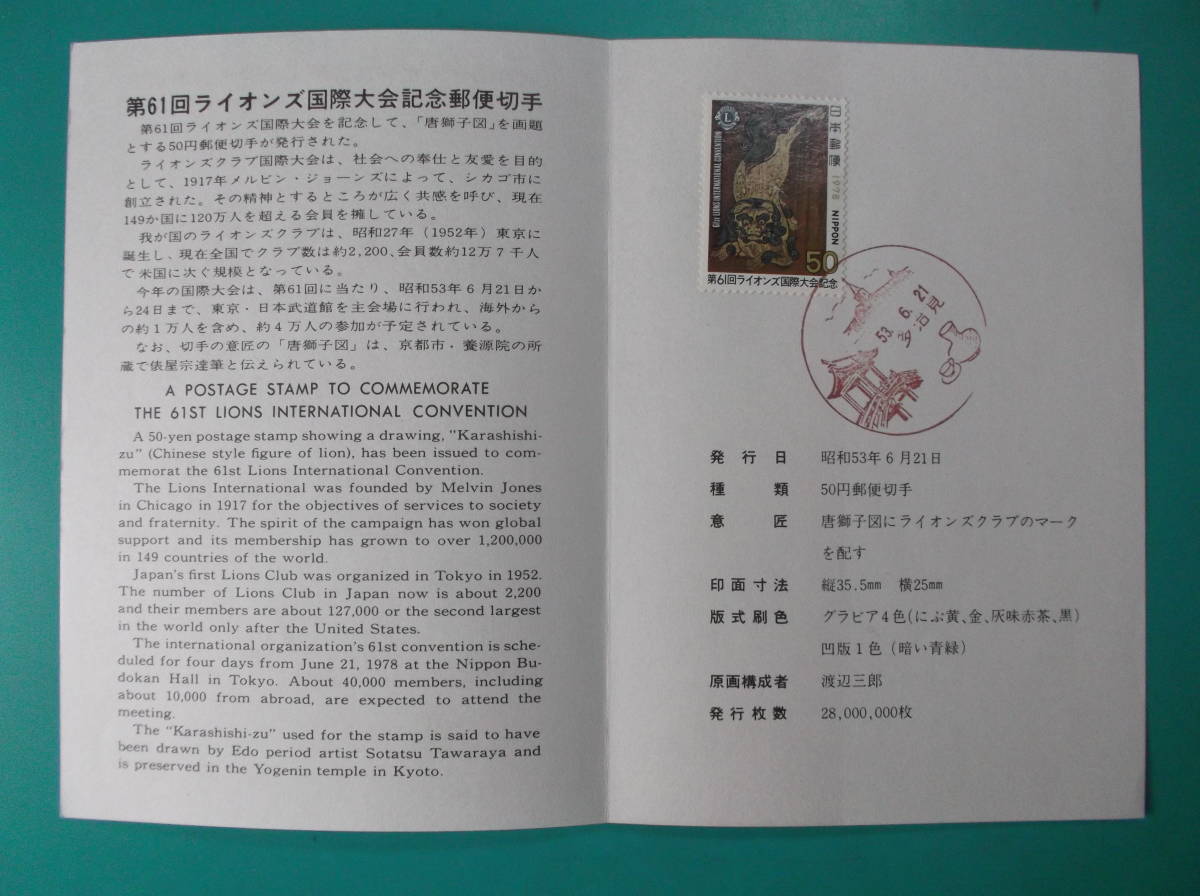 第61回ライオンズ国際大会記念郵便切手
第61回ライオンズ国際大会を記念して、「唐獅子図」を画題
とする50円郵便切手が発行された。
ライオンズクラブ国際大会は、社会への奉仕と友愛を目的
として、1917年メルビン・ジョーンズによって、シカゴ市に
創立された。その精神とするところが広く共感を呼び、現在
149か国に120万人を超える会員を擁している。
我が国のライオンズクラブは、昭和27年（1952年）東京に
誕生し、現在全国でクラブ数は約2,200、会員数約12万7千人
で米国に次ぐ規模となっている。
今年の国際大会は、第61回に当たり、昭和53年6月21日か
ら24日まで、東京・日本武道館を主会場に行われ、海外から
の約1万人を含め、約4万人の参加が予定されている。
なお、切手の意匠の「唐獅子図」は、京都市・養源院の所
蔵で俵屋宗達筆と伝えられている。
A POSTAGE STAMP TO COMMEMORATE
THE 61ST LIONS INTERNATIONAL CONVENTION
A 50-yen postage stamp showing a drawing, "Karashishi-
zu" (Chinese style figure of lion), has been issued to com-
memorat the 61st Lions International Convention.
The Lions International was founded by Melvin Jones
in Chicago in 1917 for the objectives of services to society
and fraternity. The spirit of the campaign has won global
support and its membership has grown to over 1,200,000
in 149 countries of the world.
Japan's first Lions Club was organized in Tokyo in 1952.
The number of Lions Club in Japan now is about 2,200
and their members are about 127,000 or the second largest
in the world only after the United States.
The international organization's 61st convention is sche-
duled for four days from June 21, 1978 at the Nippon Bu-
dokan Hall in Tokyo. About 40,000 members, including
about 10,000 from abroad, are expected to attend the
meeting.
The "Karashishi-zu" used for the stamp is said to have
been drawn by Edo period artist Sotatsu Tawaraya and
is preserved in the Yogenin temple in Kyoto.
L
61ST LIONS INTERNATIONAL CONVENTION
日本郵便 1978 NIPPON
50
第61回ライオンズ国際大会記念
53.6.21
多治見
発行日 昭和53年6月21日
種類 50円郵便切手
意匠 唐獅子図にライオンズクラブのマーク
を配す
印面寸法 縦35.5㎜ 横25㎜
版式刷色 グラビア4色(にぶ黄、金、灰味赤茶、黒)
凹版1色（暗い青緑）
原画構成者 渡辺三郎
発行枚数 28,000,000枚